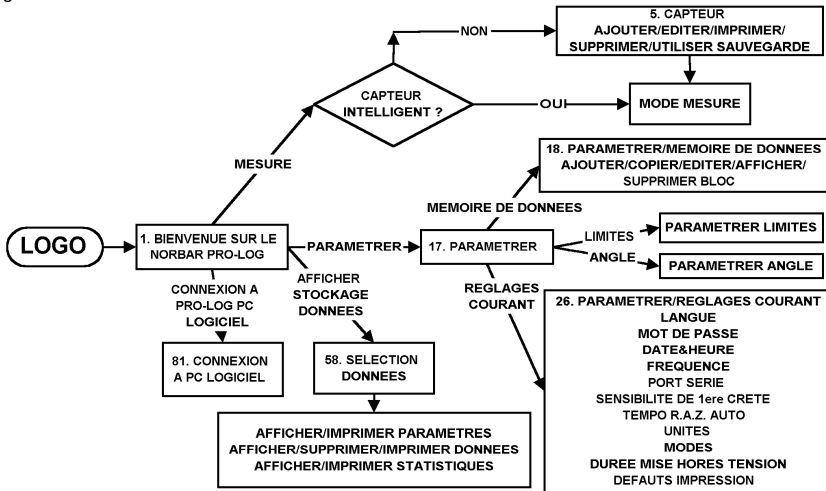 5. CAPTEUR
AJOUTER/EDITER/IMPRIMER/
SUPPRIMER/UTILISER SAUVEGARDE
NON
CAPTEUR
INTELLIGENT ?
OUI
MODE MESURE
MESURE
18. PARAMETRER/MEMOIRE DE DONNEES
AJOUTER/COPIER/EDITER/AFFICHER/
SUPPRIMER BLOC
MEMOIRE DE DONNEES
LOGO
1. BIENVENUE SUR LE
NORBAR PRO-LOG
PARAMETRER
17. PARAMETRER
LIMITES
PARAMETRER LIMITES
ANGLE
PARAMETRER ANGLE
CONNEXION A
PRO-LOG PC
LOGICIEL
AFFICHER
STOCKAGE
DONNEES
REGLAGES
COURANT
81. CONNEXION
A PC LOGICIEL
58. SELECTION
DONNEES
AFFICHER/IMPRIMER PARAMETRES
AFFICHER/SUPPRIMER/IMPRIMER DONNEES
AFFICHER/IMPRIMER STATISTIQUES
26. PARAMETRER/REGLAGES COURANT
LANGUE
MOT DE PASSE
DATE&HEURE
FREQUENCE
PORT SERIE
SENSIBILITE DE 1ere CRETE
TEMPO R.A.Z. AUTO
UNITES
MODES
DUREE MISE HORES TENSION
DEFAUTS IMPRESSION